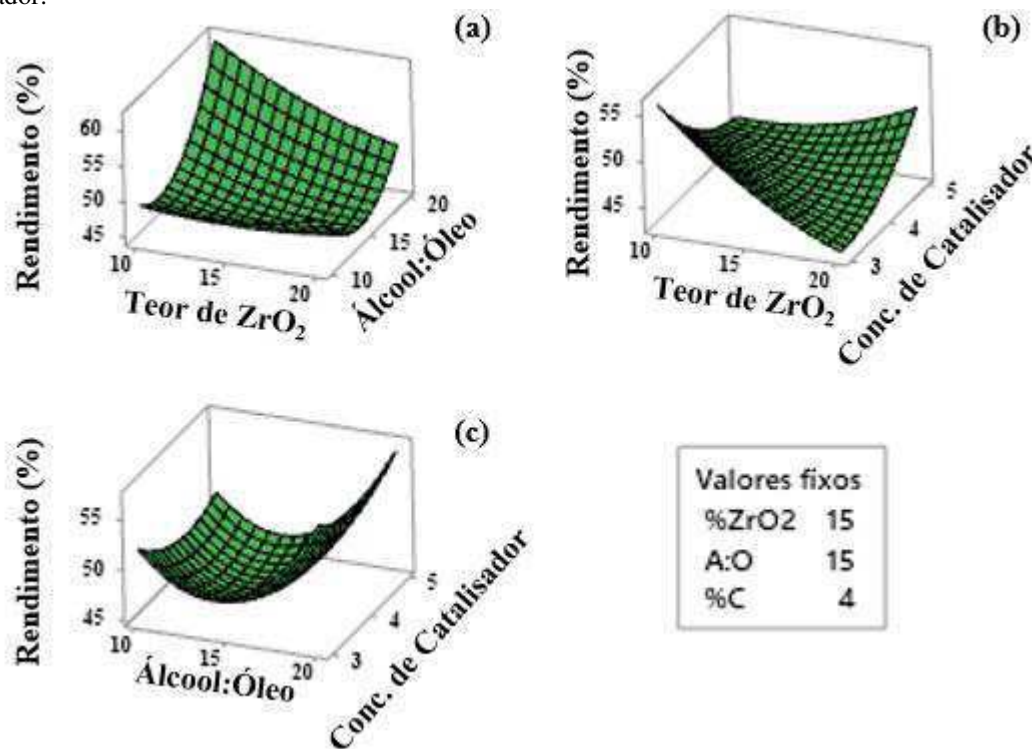 ador.
(a)
Rendimento (%)
60
55
50
45
10
15
20
Teor de ZrO₂
10
15
20
Álcool:Óleo
(b)
Rendimento (%)
55
50
45
10
15
20
Teor de ZrO₂
3
4
5
Conc. de Catalisador
(c)
Rendimento (%)
55
50
45
10
15
20
Álcool:Óleo
3
4
5
Conc. de Catalisador
Valores fixos
%ZrO2 15
A:O 15
%C 4